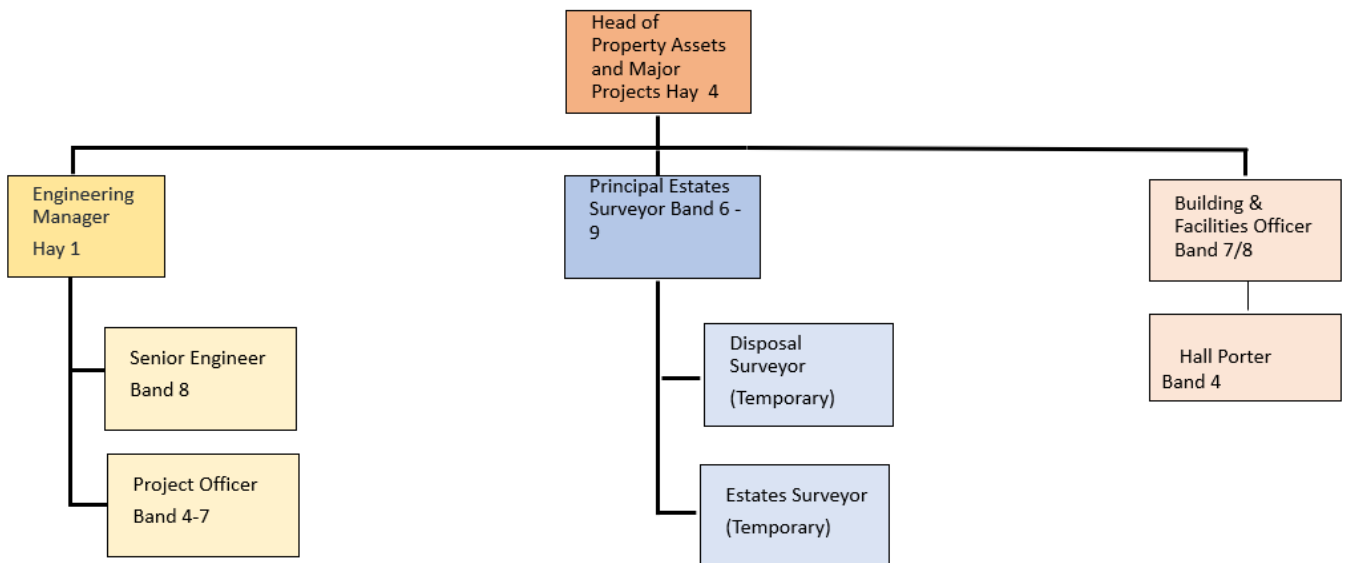 Head of
Property Assets
and Major
Projects Hay 4
Engineering
Manager
Hay 1
Principal Estates
Surveyor Band 6 -
9
Building &
Facilities Officer
Band 7/8
Senior Engineer
Band 8
Disposal
Surveyor
(Temporary)
Hall Porter
Band 4
Project Officer
Band 4-7
Estates Surveyor
(Temporary)